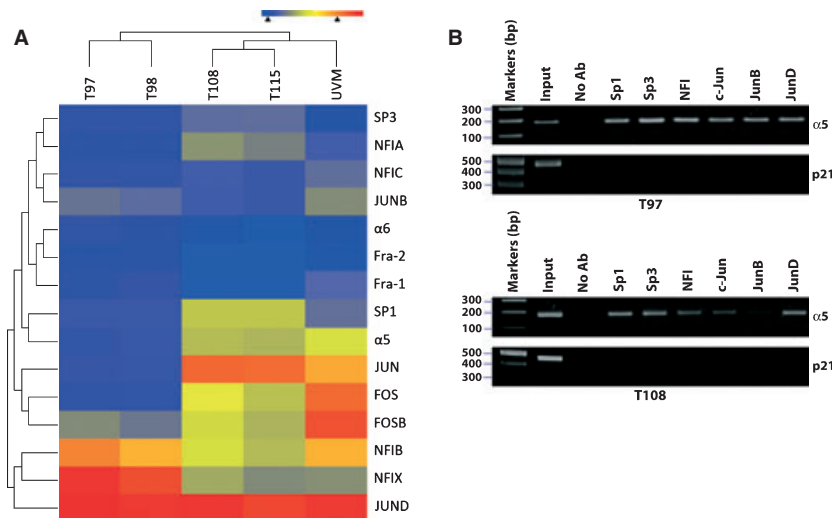 A
T97 T98 T108 T115 UVM
SP3
NFIA
NFIC
JUNB
α6
Fra-2
Fra-1
SP1
α5
JUN
FOS
FOSB
NFIB
NFIX
JUND
B
Markers (bp) Input No Ab Sp1 Sp3 NFI c-Jun JunB JunD
300
200 α5
100
500
400 p21
300
T97
Markers (bp) Input No Ab Sp1 Sp3 NFI c-Jun JunB JunD
300
200 α5
100
500
400 p21
300
T108